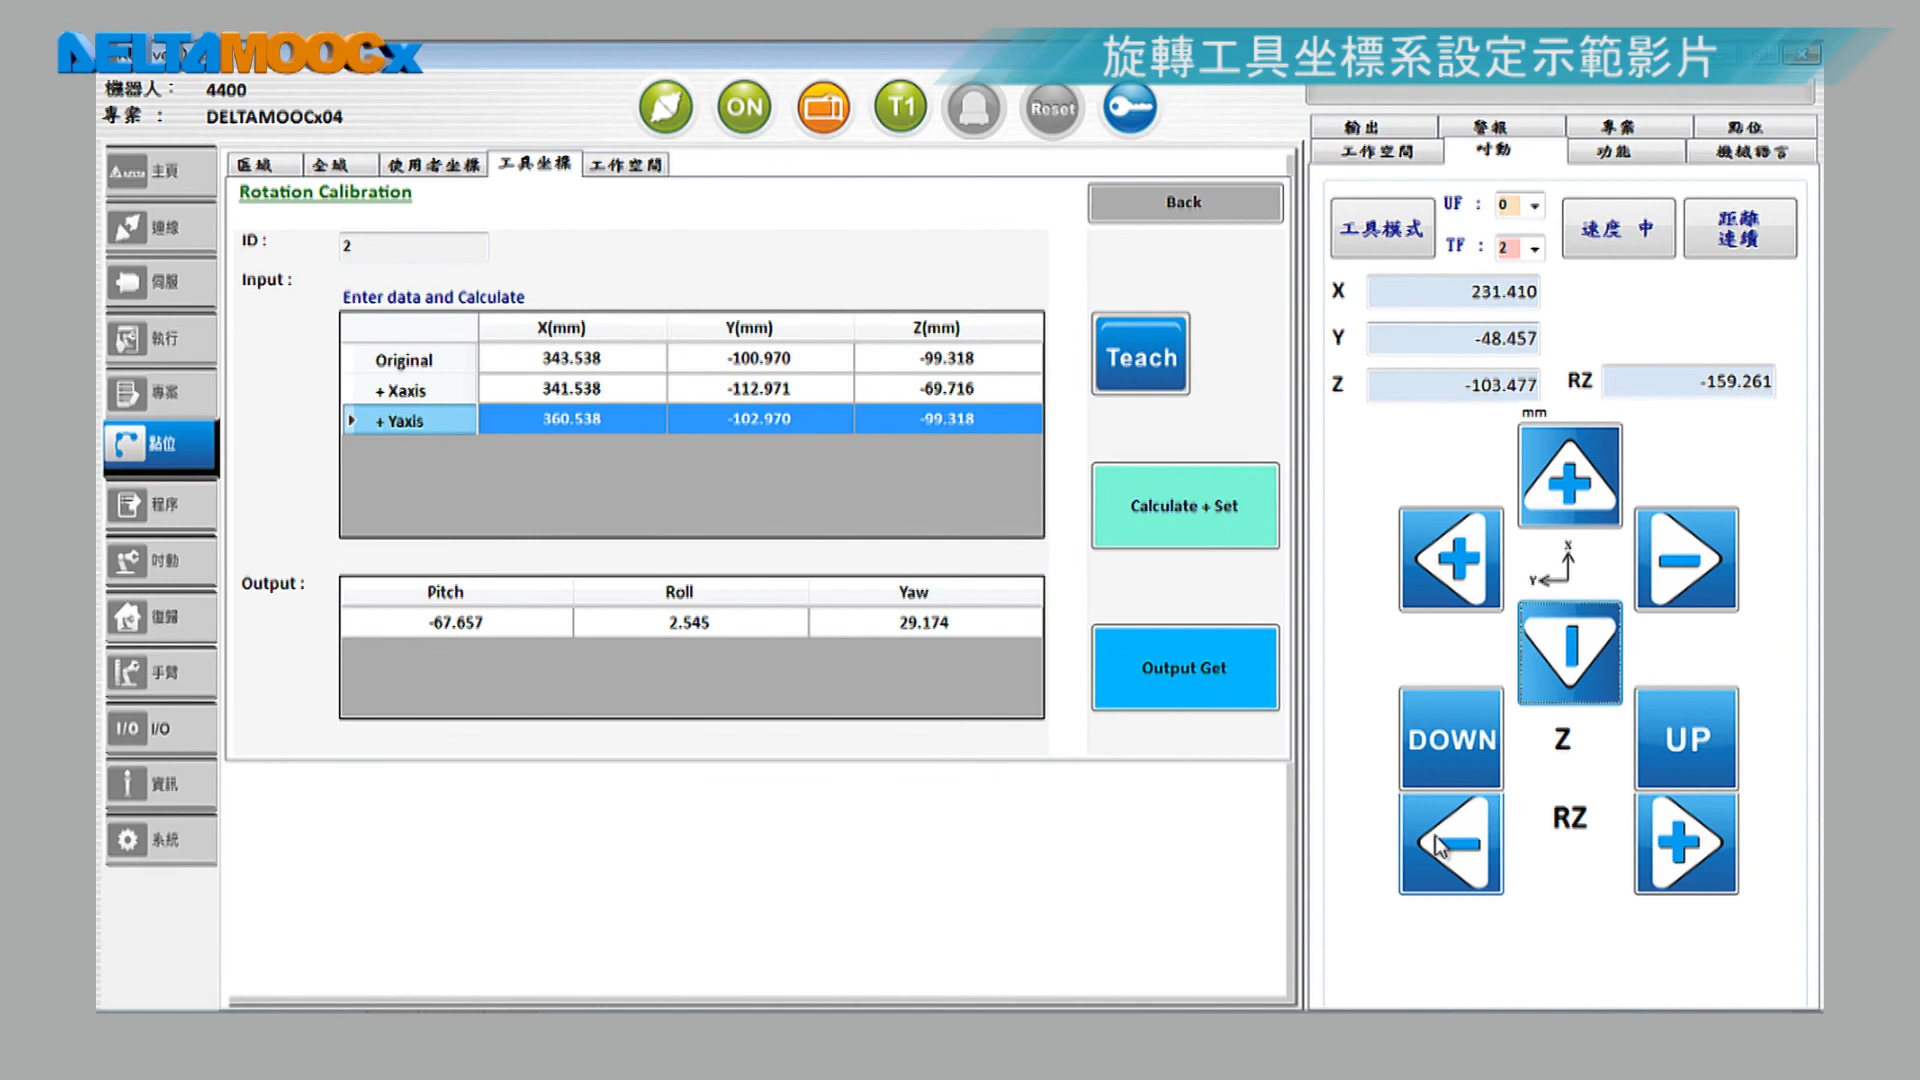 DELTAMOOCx
旋轉工具坐標系設定示範影片
機器人： 4400
專案 ： DELTAMOOCx04
ON
T1
Reset
輸出 警報 專案 點位
工作空間 吋動 功能 機械語言
主頁
連線
伺服
執行
專案
點位
程序
吋動
復歸
手臂
I/O I/O
資訊
系統
區域 全域 使用者坐標 工具坐標 工作空間
Rotation Calibration
Back
ID : 2
Input :
Enter data and Calculate
X(mm) Y(mm) Z(mm)
Original 343.538 -100.970 -99.318
+ Xaxis 341.538 -112.971 -69.716
+ Yaxis 360.538 -102.970 -99.318
Teach
Calculate + Set
Output :
Pitch Roll Yaw
-67.657 2.545 29.174
Output Get
工具模式
UF : 0
TF : 2
速度 中
距離
連續
X 231.410
Y -48.457
Z -103.477
RZ -159.261
mm
X
Y
DOWN Z UP
RZ